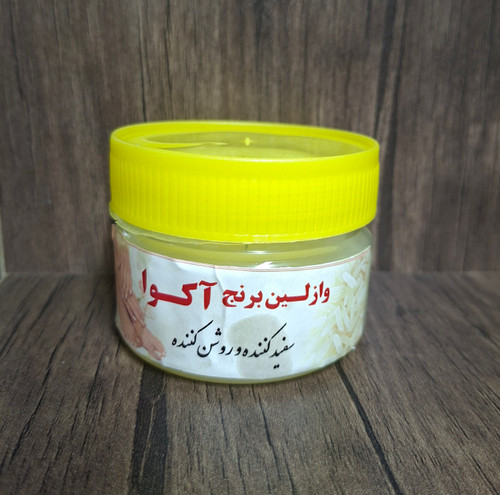 وازلین برنج آکوا
سفید کننده و روشن کننده